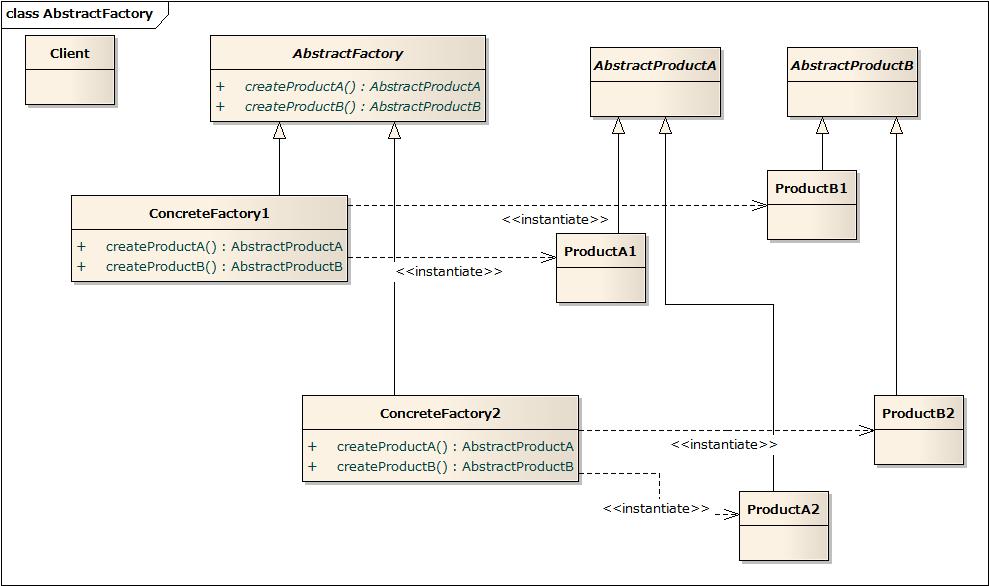 class AbstractFactory
Client
AbstractFactory
+ createProductA() : AbstractProductA
+ createProductB() : AbstractProductB
AbstractProductA
AbstractProductB
ConcreteFactory1
+ createProductA() : AbstractProductA
+ createProductB() : AbstractProductB
ProductB1
<<instantiate>>
ProductA1
<<instantiate>>
ConcreteFactory2
+ createProductA() : AbstractProductA
+ createProductB() : AbstractProductB
ProductB2
<<instantiate>>
<<instantiate>>
ProductA2